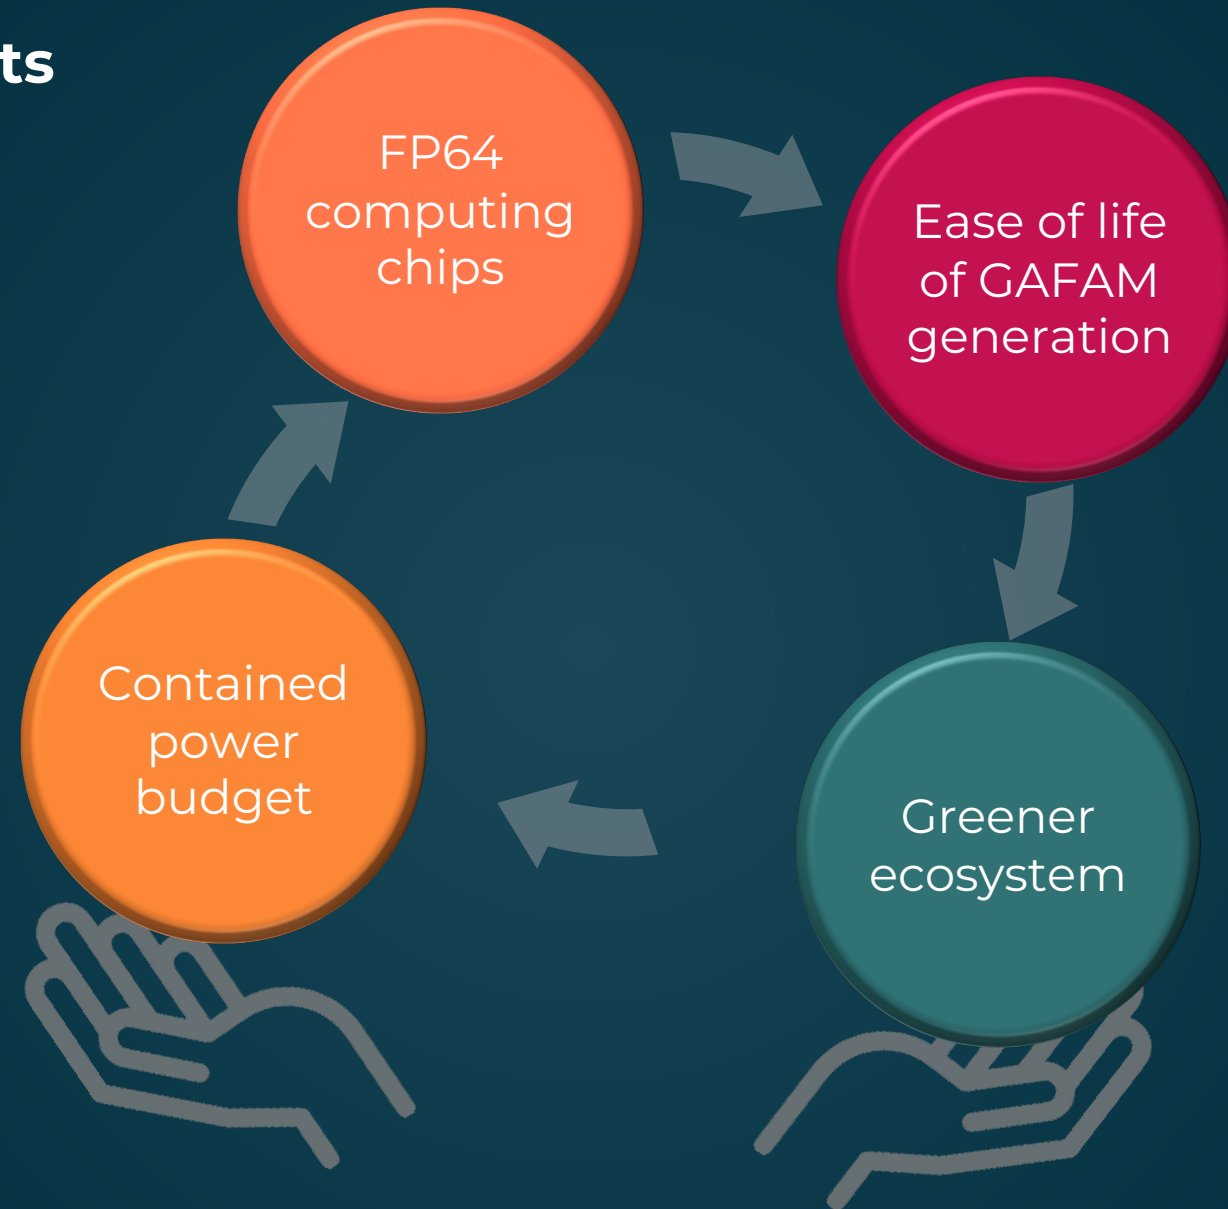 ts
FP64
computing
chips
Ease of life
of GAFAM
generation
Contained
power
budget
Greener
ecosystem